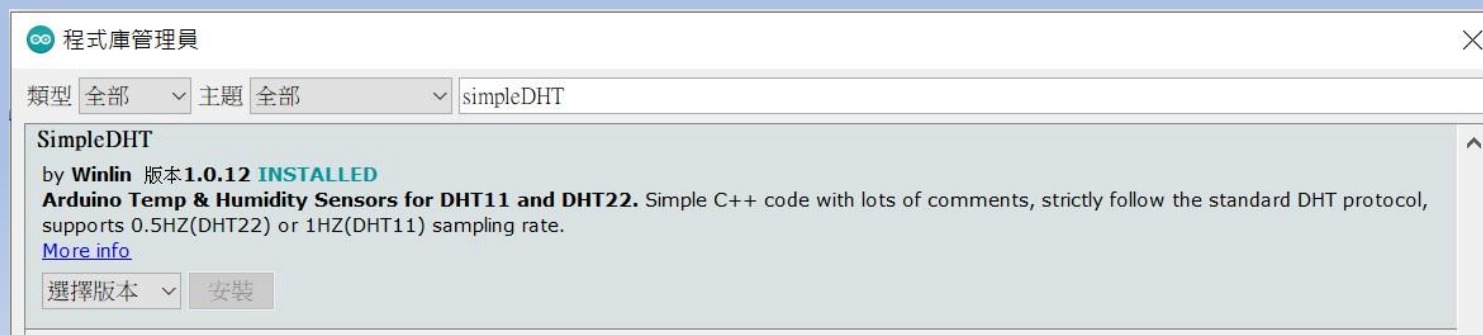 程式庫管理員
類型 全部 主題 全部 simpleDHT
SimpleDHT
by Winlin 版本1.0.12 INSTALLED
Arduino Temp & Humidity Sensors for DHT11 and DHT22. Simple C++ code with lots of comments, strictly follow the standard DHT protocol,
supports 0.5HZ(DHT22) or 1HZ(DHT11) sampling rate.
More info
選擇版本 安裝